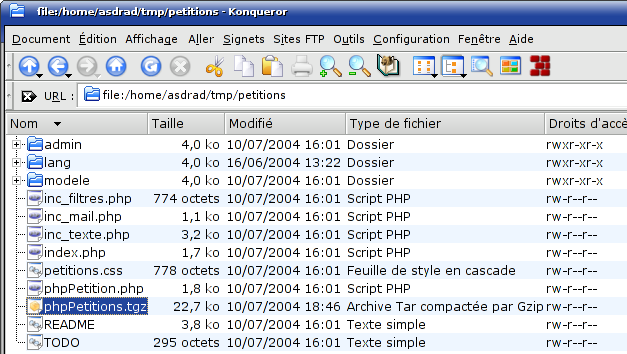 file:/home/asdrad/tmp/petitions - Konqueror
Document Édition Affichage Aller Signets Sites FTP Outils Configuration Fenêtre Aide
URL : file:/home/asdrad/tmp/petitions
Nom Taille Modifié Type de fichier Droits d'accè
admin 4,0 ko 10/07/2004 16:01 Dossier rwxr-xr-x
lang 4,0 ko 16/06/2004 13:22 Dossier rwxr-xr-x
modele 4,0 ko 10/07/2004 16:01 Dossier rwxr-xr-x
inc_filtres.php 774 octets 10/07/2004 16:01 Script PHP rw-r--r--
inc_mail.php 1,1 ko 10/07/2004 16:01 Script PHP rw-r--r--
inc_texte.php 3,2 ko 10/07/2004 16:01 Script PHP rw-r--r--
index.php 1,7 ko 10/07/2004 16:01 Script PHP rw-r--r--
petitions.css 778 octets 10/07/2004 16:01 Feuille de style en cascade rw-r--r--
phpPetition.php 1,8 ko 10/07/2004 16:01 Script PHP rw-r--r--
phpPetitions.tgz 22,7 ko 10/07/2004 18:46 Archive Tar compactée par Gzip rw-r--r--
README 3,8 ko 10/07/2004 16:01 Texte simple rw-r--r--
TODO 295 octets 10/07/2004 16:01 Texte simple rw-r--r--